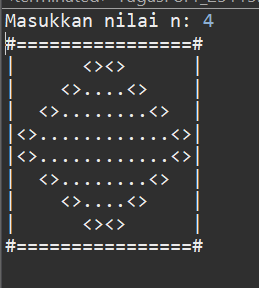 Masukkan nilai n: 4
#================#
|      <><>      |
|    <>....<>    |
|  <>........<>  |
|<>............<>|
|<>............<>|
|  <>........<>  |
|    <>....<>    |
|      <><>      |
#================#